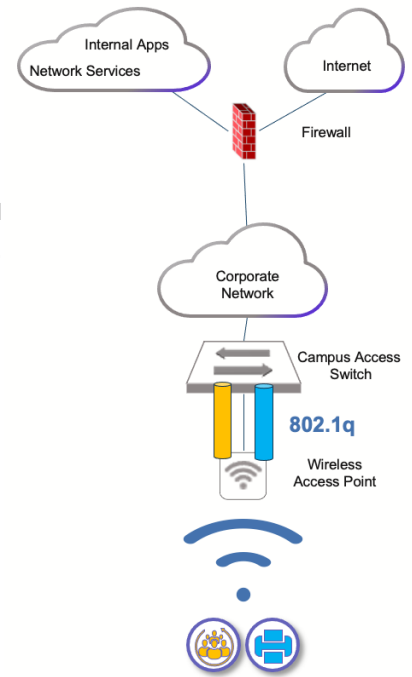 Internal Apps
Network Services
Internet
Firewall
Corporate
Network
Campus Access
Switch
802.1q
Wireless
Access Point